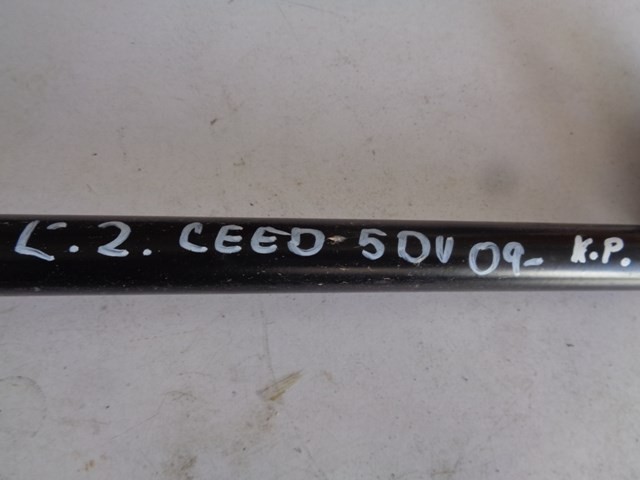 L. 2. CEED 5DV 09- K.P.